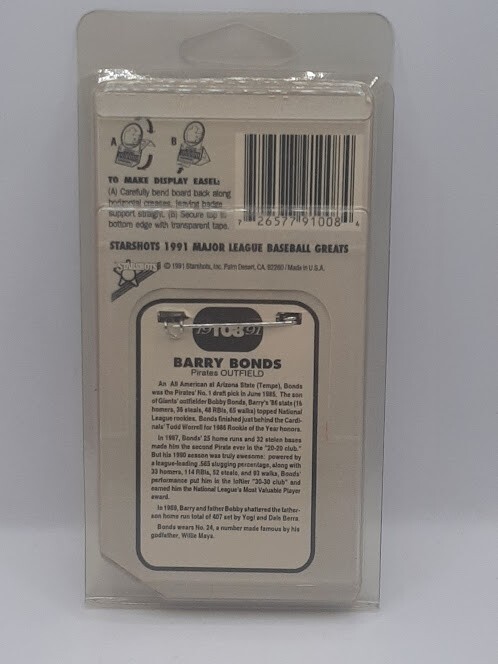 A B
TO MAKE DISPLAY EASEL:
(A) Carefully bend board back along
horizontal creases, leaving badge
support straight. (B) Secure top to
bottom edge with transparent tape.
7 26577 91008 4
STARSHOTS 1991 MAJOR LEAGUE BASEBALL GREATS
STARSHOTS
© 1991 Starshots, Inc. Palm Desert, CA. 92260 / Made in U.S.A.
19 108 91
BARRY BONDS
Pirates OUTFIELD
An All American at Arizona State (Tempe), Bonds
was the Pirates' No. 1 draft pick in June 1985. The son
of Giants' outfielder Bobby Bonds, Barry's '86 stats (16
homers, 36 steals, 48 RBIs, 65 walks) topped National
League rookies. Bonds finished just behind the Cardi-
nals' Todd Worrell for 1986 Rookie of the Year honors.
In 1987, Bonds' 25 home runs and 32 stolen bases
made him the second Pirate ever in the "20-20 club."
But his 1990 season was truly awesome: powered by
a league-leading .565 slugging percentage, along with
33 homers, 114 RBIs, 52 steals, and 93 walks, Bonds'
performance put him in the loftier "30-30 club" and
earned him the National League's Most Valuable Player
award.
In 1989, Barry and father Bobby shattered the father-
son home run total of 407 set by Yogi and Dale Berra.
Bonds wears No. 24, a number made famous by his
godfather, Willie Mays.